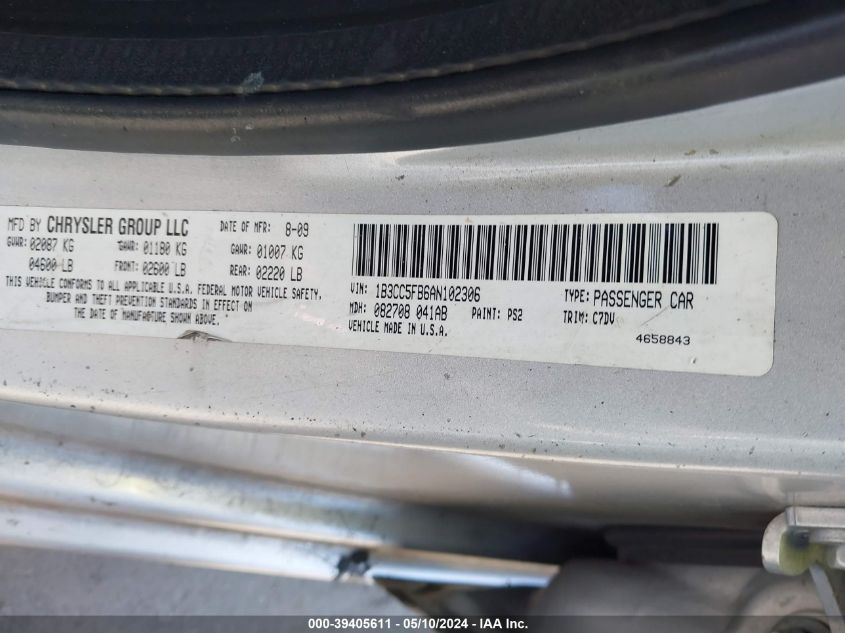 MFD BY CHRYSLER GROUP LLC DATE OF MFR: 8-09
GVWR: 02087 KG GAWR: 01180 KG GAWR: 01007 KG
04600 LB FRONT: 02600 LB REAR: 02220 LB
THIS VEHICLE CONFORMS TO ALL APPLICABLE U.S.A. FEDERAL MOTOR VEHICLE SAFETY,
BUMPER AND THEFT PREVENTION STANDARDS IN EFFECT ON
THE DATE OF MANUFACTURE SHOWN ABOVE.
VIN: 1B3CC5FB6AN102306 TYPE: PASSENGER CAR
MDH: 082708 041AB PAINT: PS2 TRIM: C7DV
VEHICLE MADE IN U.S.A. 4658843
000-39405611 - 05/10/2024 - IAA Inc.